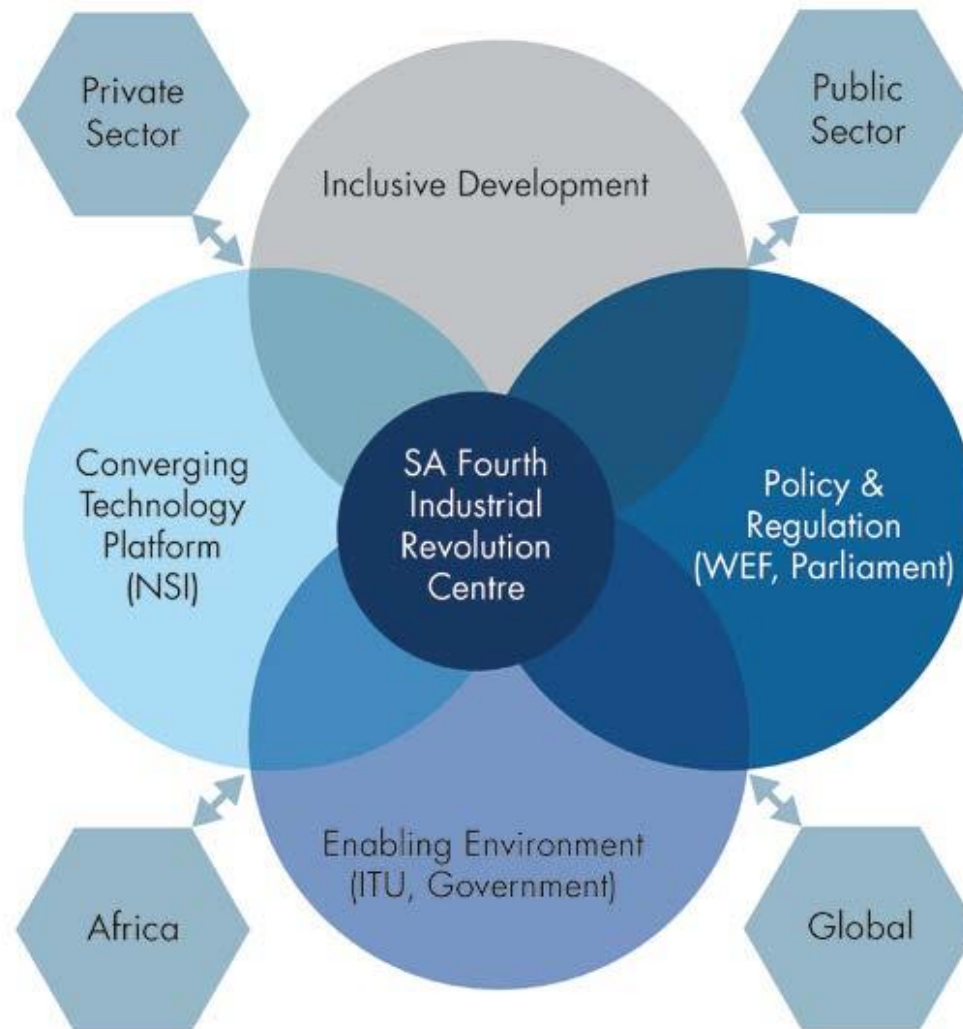 Private
Sector
Public
Sector
Inclusive Development
Converging
Technology
Platform
(NSI)
SA Fourth
Industrial
Revolution
Centre
Policy &
Regulation
(WEF, Parliament)
Enabling Environment
(ITU, Government)
Africa
Global